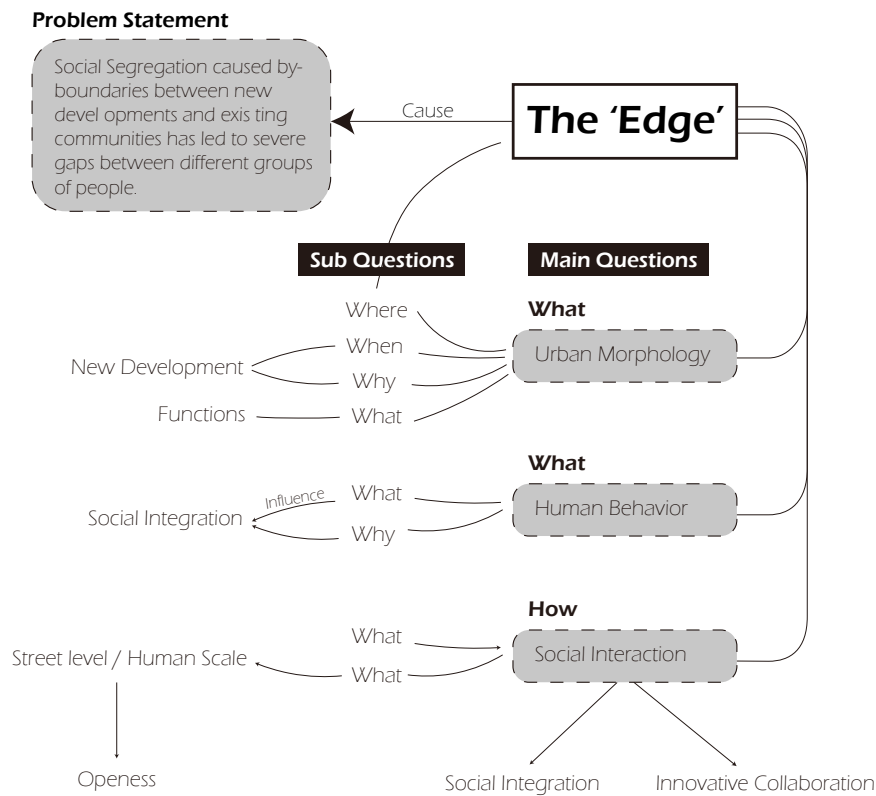 Problem Statement
Social Segregation caused by-
boundaries between new
devel opments and exis ting
communities has led to severe
gaps between different groups
of people.
Cause
The ‘Edge’
Sub Questions
Main Questions
Where
What
New Development
When
Urban Morphology
Why
Functions
What
What
Influence
What
Human Behavior
Social Integration
Why
How
What
Social Interaction
Street level / Human Scale
What
Openess
Social Integration
Innovative Collaboration